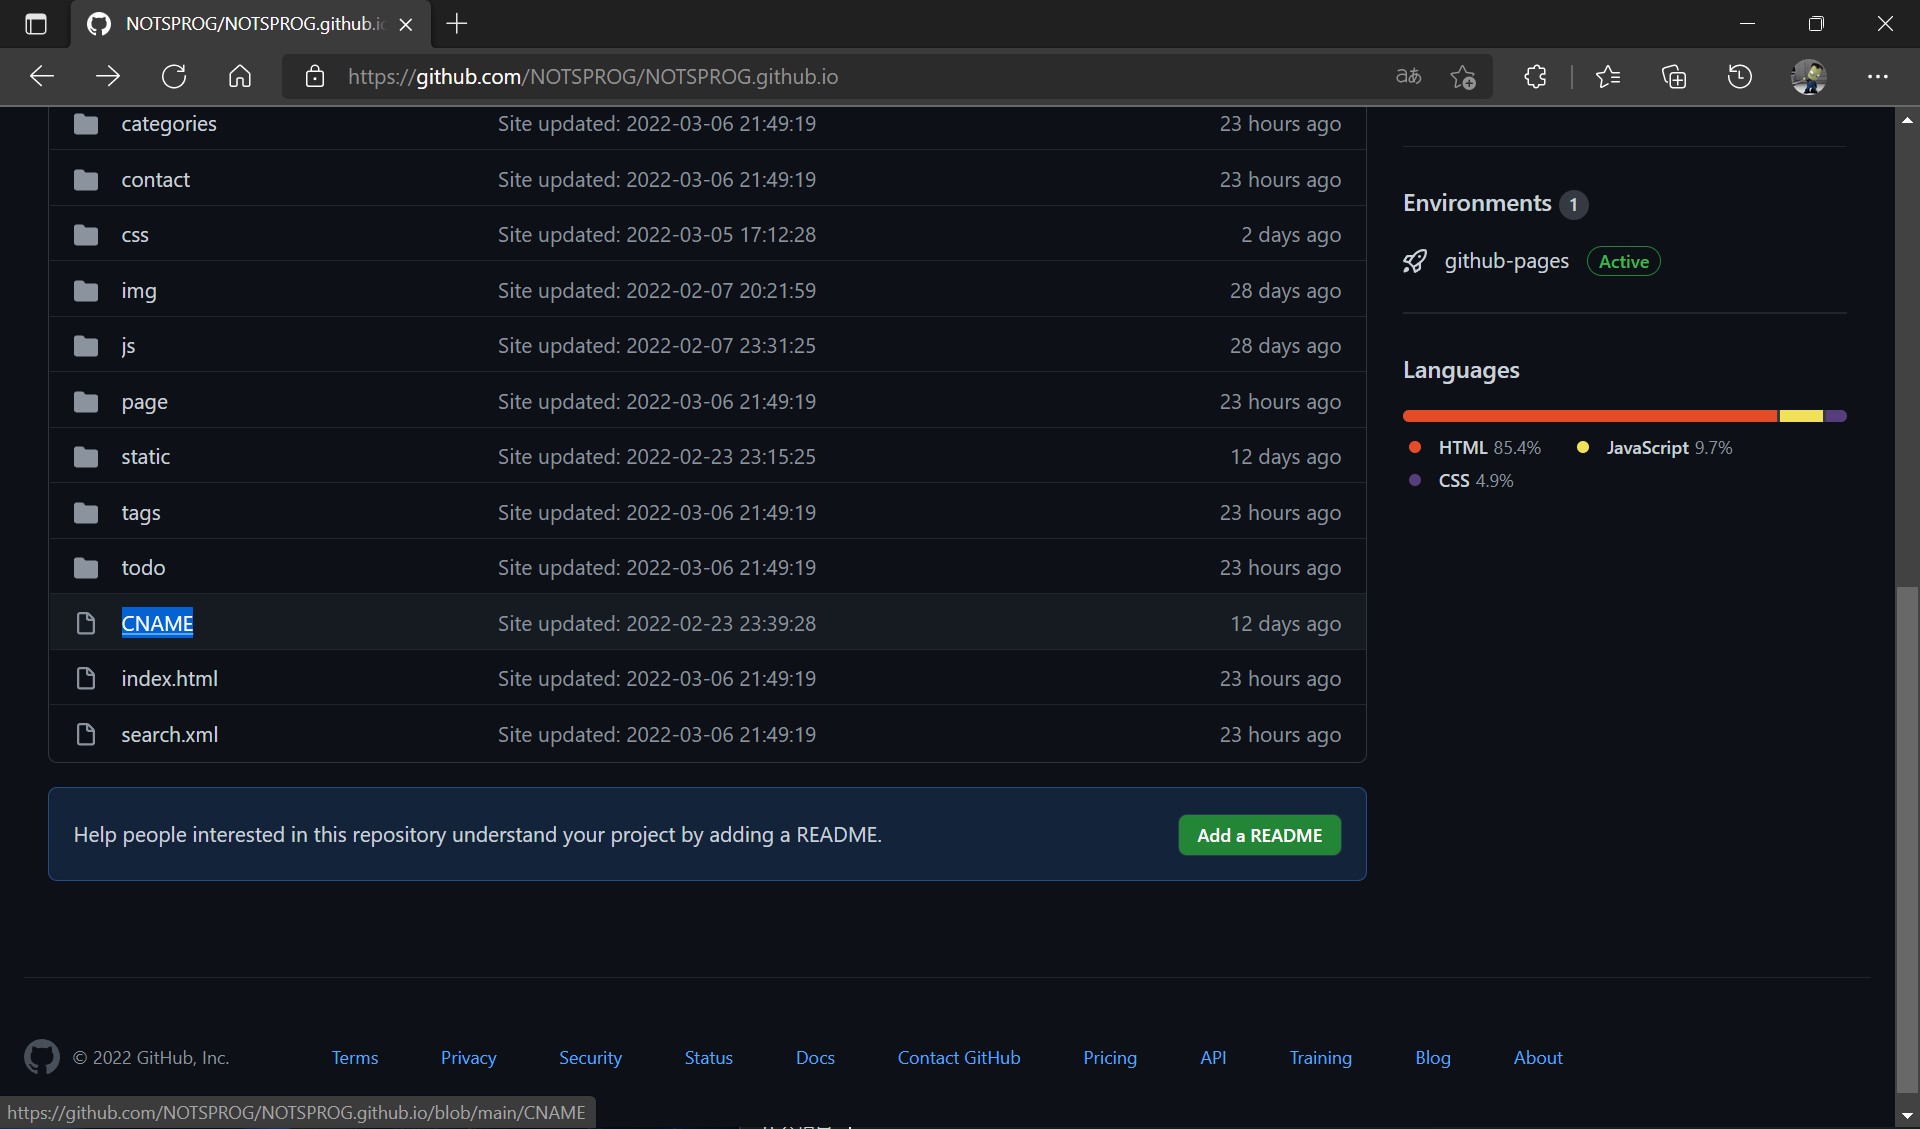 NOTSPROG/NOTSPROG.github.i
https://github.com/NOTSPROG/NOTSPROG.github.io
aあ
categories Site updated: 2022-03-06 21:49:19 23 hours ago
contact Site updated: 2022-03-06 21:49:19 23 hours ago
css Site updated: 2022-03-05 17:12:28 2 days ago
img Site updated: 2022-02-07 20:21:59 28 days ago
js Site updated: 2022-02-07 23:31:25 28 days ago
page Site updated: 2022-03-06 21:49:19 23 hours ago
static Site updated: 2022-02-23 23:15:25 12 days ago
tags Site updated: 2022-03-06 21:49:19 23 hours ago
todo Site updated: 2022-03-06 21:49:19 23 hours ago
CNAME Site updated: 2022-02-23 23:39:28 12 days ago
index.html Site updated: 2022-03-06 21:49:19 23 hours ago
search.xml Site updated: 2022-03-06 21:49:19 23 hours ago
Help people interested in this repository understand your project by adding a README. Add a README
Environments 1
github-pages Active
Languages
HTML 85.4% JavaScript 9.7%
CSS 4.9%
© 2022 GitHub, Inc. Terms Privacy Security Status Docs Contact GitHub Pricing API Training Blog About
https://github.com/NOTSPROG/NOTSPROG.github.io/blob/main/CNAME